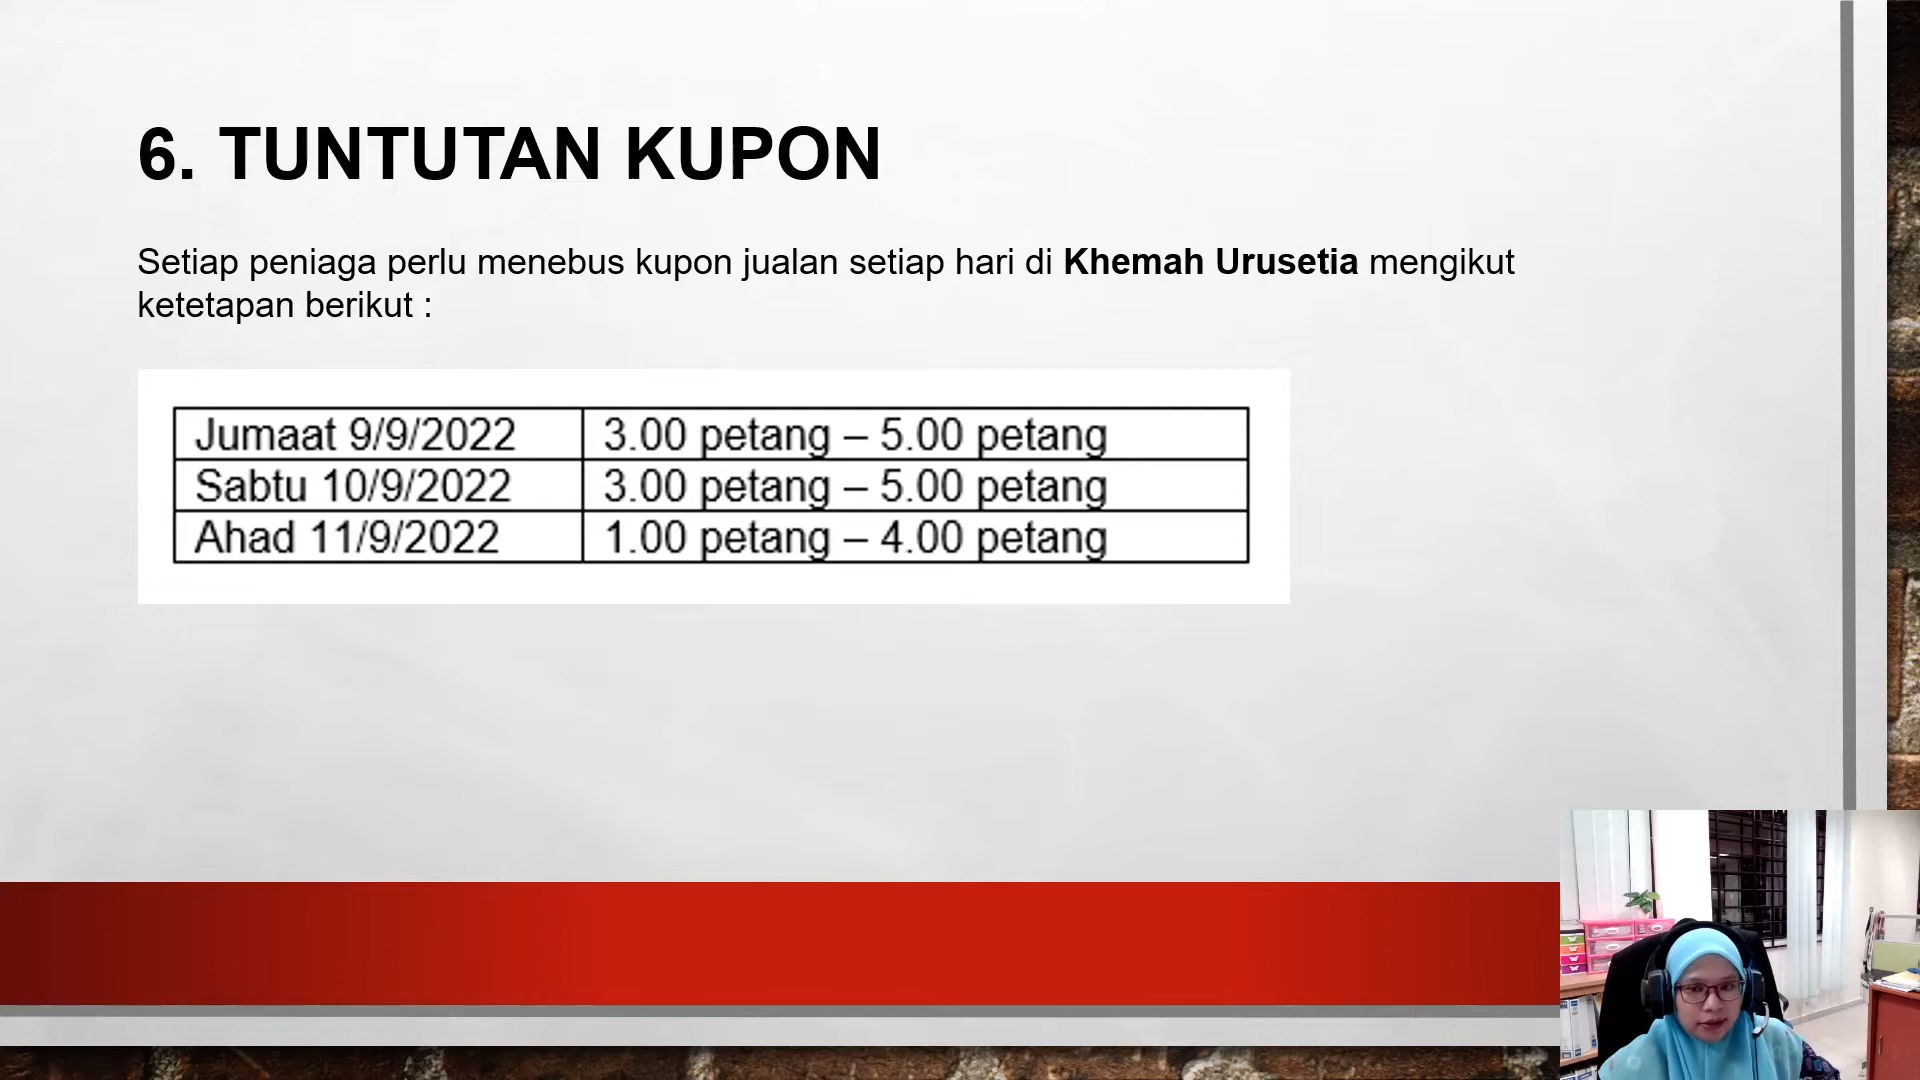 6. TUNTUTAN KUPON
Setiap peniaga perlu menebus kupon jualan setiap hari di Khemah Urusetia mengikut
ketetapan berikut :
Jumaat 9/9/2022 3.00 petang – 5.00 petang
Sabtu 10/9/2022 3.00 petang – 5.00 petang
Ahad 11/9/2022 1.00 petang – 4.00 petang